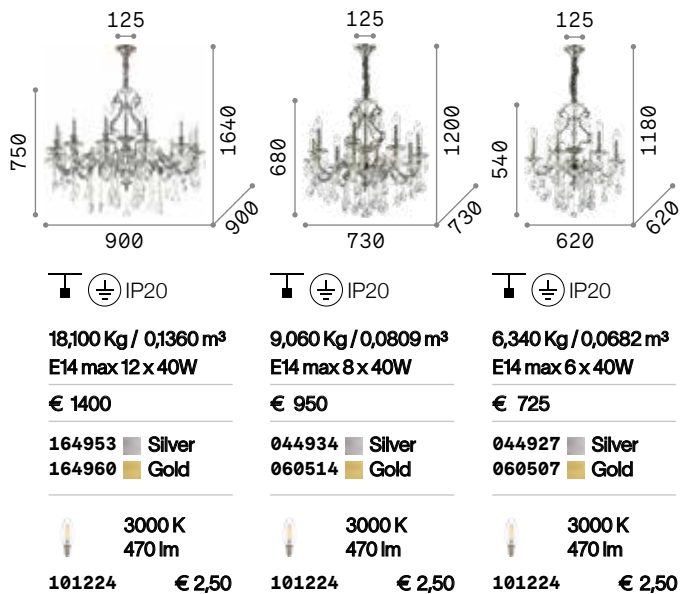 125
750
1640
900
900
IP20
18,100 Kg / 0,1360 m³
E14 max 12 x 40W
€ 1400
164953 Silver
164960 Gold
3000 K
470 lm
101224 € 2,50
125
680
1200
730
730
IP20
9,060 Kg / 0,0809 m³
E14 max 8 x 40W
€ 950
044934 Silver
060514 Gold
3000 K
470 lm
101224 € 2,50
125
540
1180
620
620
IP20
6,340 Kg / 0,0682 m³
E14 max 6 x 40W
€ 725
044927 Silver
060507 Gold
3000 K
470 lm
101224 € 2,50